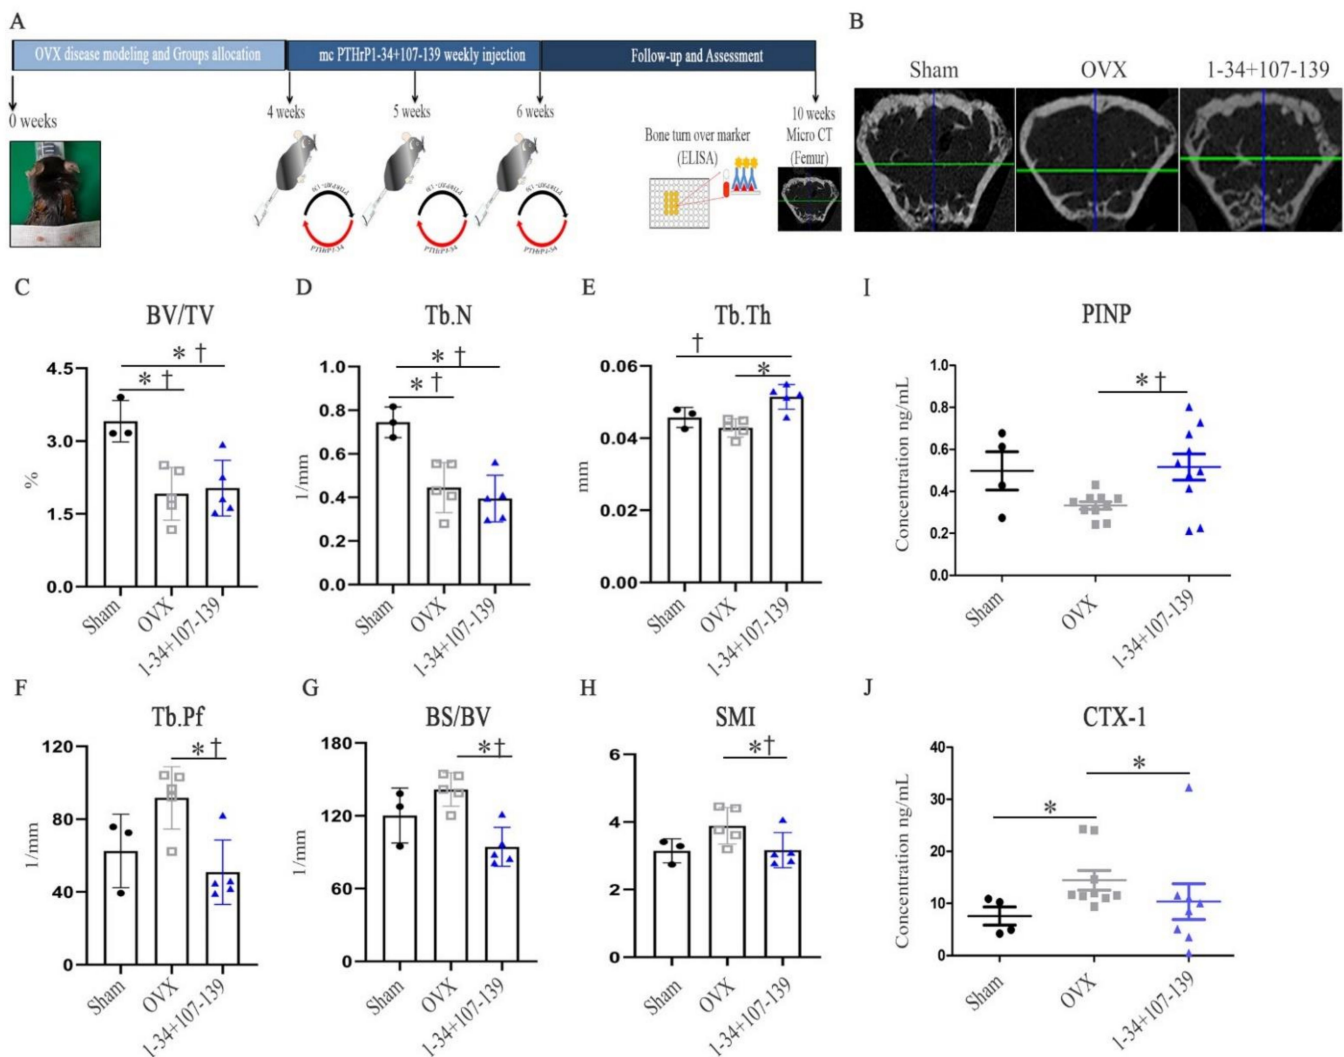 A
OVX disease modeling and Groups allocation
mc PTHrP1-34+107-139 weekly injection
Follow-up and Assessment
0 weeks
4 weeks
5 weeks
6 weeks
10 weeks
Bone turn over marker
(ELISA)
Micro CT
(Femur)
PTHrP1-34
PTHrP1-34
PTHrP1-34
B
Sham
OVX
1-34+107-139
C
BV/TV
* †
* †
4.5
3.0
1.5
0.0
%
Sham
OVX
1-34+107-139
D
Tb.N
* †
* †
1.0
0.8
0.6
0.4
0.2
0.0
1/mm
Sham
OVX
1-34+107-139
E
Tb.Th
†
*
0.06
0.04
0.02
0.00
mm
Sham
OVX
1-34+107-139
I
PINP
* †
1.0
0.8
0.6
0.4
0.2
0.0
Concentration ng/mL
Sham
OVX
1-34+107-139
F
Tb.Pf
* †
120
80
40
0
1/mm
Sham
OVX
1-34+107-139
G
BS/BV
*†
180
120
60
0
1/mm
Sham
OVX
1-34+107-139
H
SMI
*†
6
4
2
0
Sham
OVX
1-34+107-139
J
CTX-1
*
*
40
30
20
10
0
Concentration ng/mL
Sham
OVX
1-34+107-139